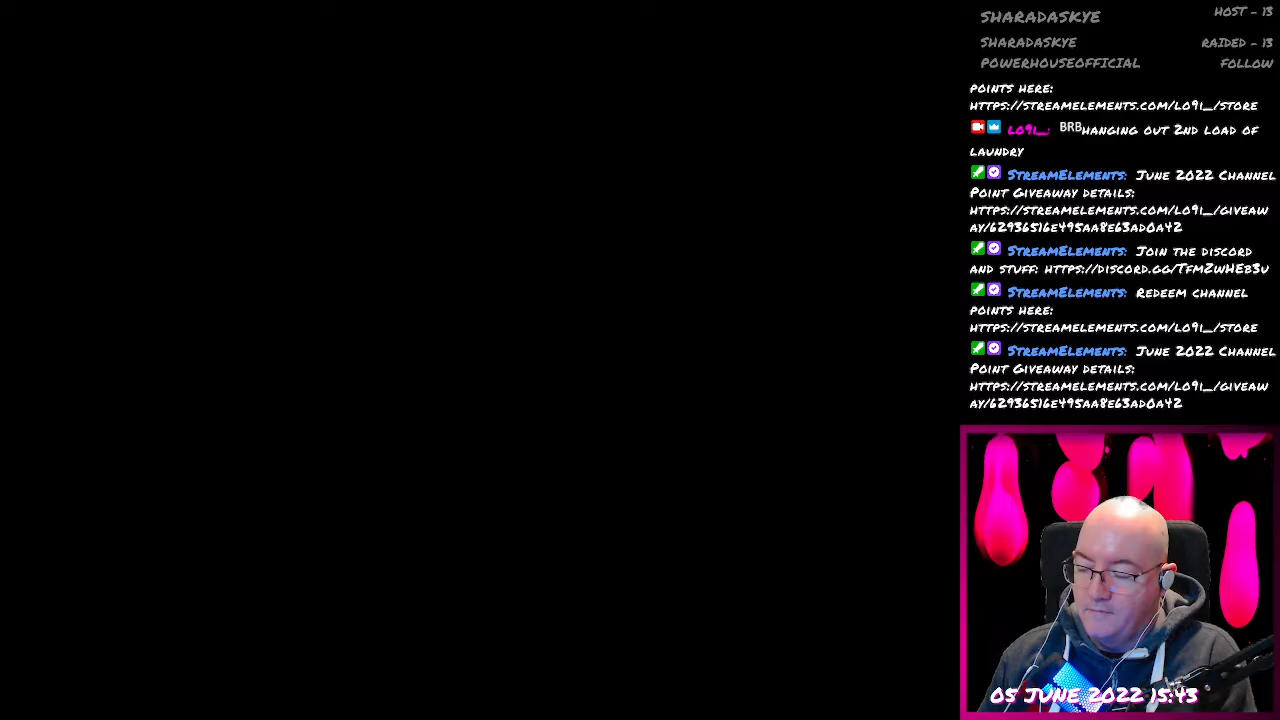 SHARADASKYE HOST - 13
SHARADASKYE RAIDED - 13
POWERHOUSEOFFICIAL FOLLOW
POINTS HERE:
HTTPS://STREAMELEMENTS.COM/LO9I_/STORE
LO9I_: BRB HANGING OUT 2ND LOAD OF
LAUNDRY
STREAMELEMENTS: JUNE 2022 CHANNEL
POINT GIVEAWAY DETAILS:
HTTPS://STREAMELEMENTS.COM/LO9I_/GIVEAW
AY/62936516E495AA8E63AD0A42
STREAMELEMENTS: JOIN THE DISCORD
AND STUFF: HTTPS://DISCORD.GG/TFMZWHEB3U
STREAMELEMENTS: REDEEM CHANNEL
POINTS HERE:
HTTPS://STREAMELEMENTS.COM/LO9I_/STORE
STREAMELEMENTS: JUNE 2022 CHANNEL
POINT GIVEAWAY DETAILS:
HTTPS://STREAMELEMENTS.COM/LO9I_/GIVEAW
AY/62936516E495AA8E63AD0A42
05 JUNE 2022 15:43